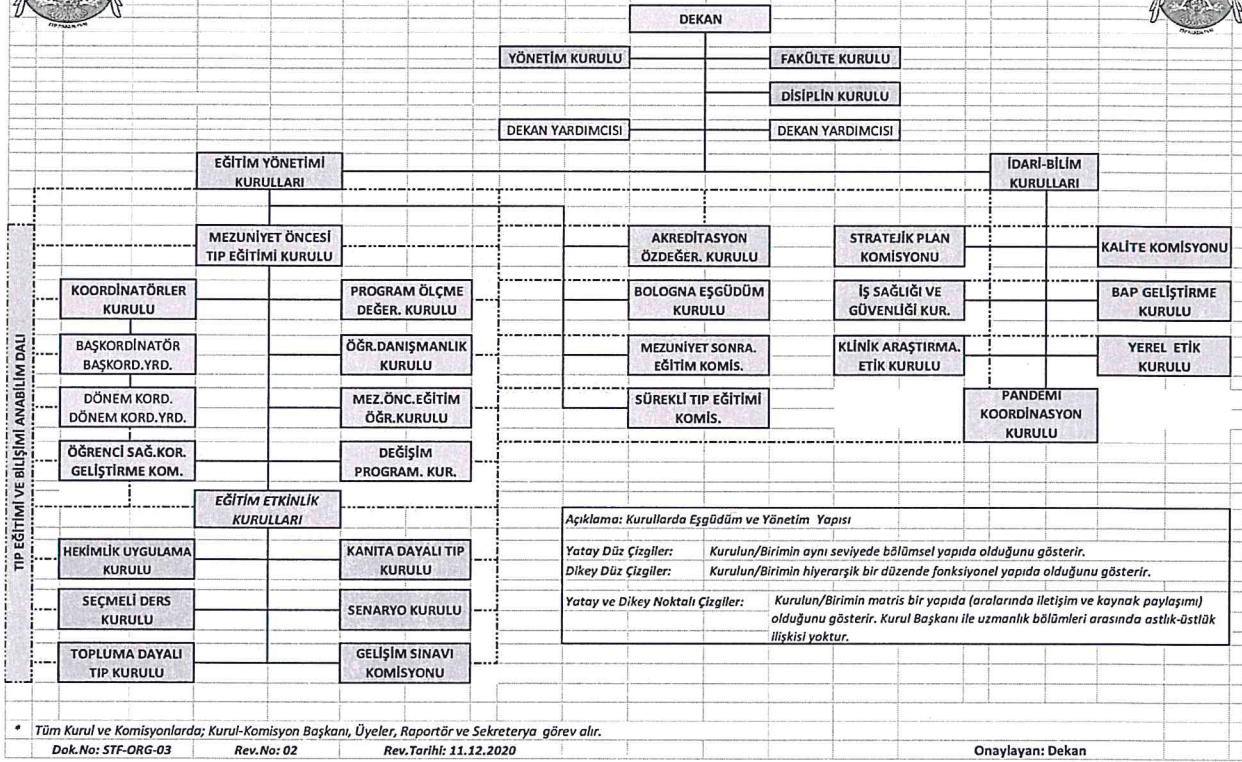 DEKAN
YÖNETİM KURULU
FAKÜLTE KURULU
DİSİPLİN KURULU
DEKAN YARDIMCISI
DEKAN YARDIMCISI
EĞİTİM YÖNETİMİ
KURULLARI
İDARİ-BİLİM
KURULLARI
TIP EĞİTİMİ VE BİLİŞİMİ ANABİLİM DALI
MEZUNİYET ÖNCESİ
TIP EĞİTİMİ KURULU
AKREDİTASYON
ÖZDEĞER. KURULU
STRATEJİK PLAN
KOMİSYONU
KALİTE KOMİSYONU
KOORDİNATÖRLER
KURULU
PROGRAM ÖLÇME
DEĞER. KURULU
BOLOGNA EŞGÜDÜM
KURULU
İŞ SAĞLIĞI VE
GÜVENLİĞİ KUR.
BAP GELİŞTİRME
KURULU
BAŞKORDİNATÖR
BAŞKORD.YRD.
ÖĞR.DANIŞMANLIK
KURULU
MEZUNİYET SONRA.
EĞİTİM KOMİS.
KLİNİK ARAŞTIRMA.
ETİK KURULU
YEREL ETİK
KURULU
DÖNEM KORD.
DÖNEM KORD.YRD.
MEZ.ÖNC.EĞİTİM
ÖĞR.KURULU
SÜREKLİ TIP EĞİTİMİ
KOMİS.
PANDEMI
KOORDİNASYON
KURULU
ÖĞRENCİ SAĞ.KOR.
GELİŞTİRME KOM.
DEĞİŞİM
PROGRAM. KUR.
EĞİTİM ETKİNLİK
KURULLARI
HEKİMLİK UYGULAMA
KURULU
KANITA DAYALI TIP
KURULU
SEÇMELİ DERS
KURULU
SENARYO KURULU
TOPLUMA DAYALI
TIP KURULU
GELİŞİM SINAVI
KOMİSYONU
Açıklama: Kurullarda Eşgüdüm ve Yönetim Yapısı
Yatay Düz Çizgiler: Kurulun/Birimin aynı seviyede bölümsel yapıda olduğunu gösterir.
Dikey Düz Çizgiler: Kurulun/Birimin hiyerarşik bir düzende fonksiyonel yapıda olduğunu gösterir.
Yatay ve Dikey Noktalı Çizgiler: Kurulun/Birimin matris bir yapıda (aralarında iletişim ve kaynak paylaşımı)
olduğunu gösterir. Kurul Başkanı ile uzmanlık bölümleri arasında astlık-üstlük
ilişkisi yoktur.
* Tüm Kurul ve Komisyonlarda; Kurul-Komisyon Başkanı, Üyeler, Raportör ve Sekreterya görev alır.
Dok.No: STF-ORG-03 Rev.No: 02 Rev.Tarihi: 11.12.2020 Onaylayan: Dekan